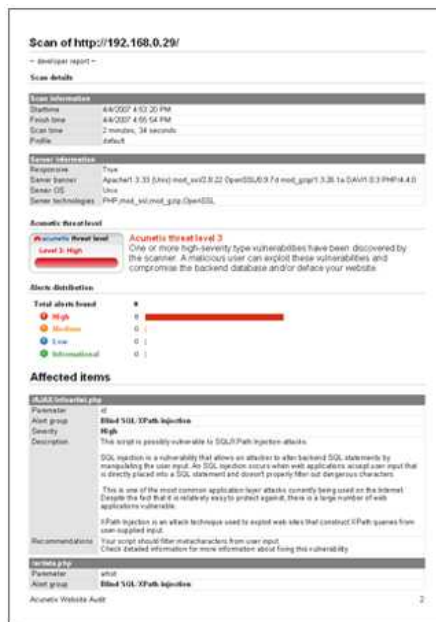 Scan of http://192.168.0.29/
~ developer report ~
Scan details
Scan information
Starttime 4/4/2007 4:53:20 PM
Finish time 4/4/2007 4:55:54 PM
Scan time 2 minutes, 34 seconds
Profile default
Server information
Responsive True
Server banner Apache/1.3.33 (Unix) mod_ssl/2.8.22 OpenSSL/0.9.7d mod_gzip/1.3.26.1a DAV/1.0.3 PHP/4.4.0
Server OS Unix
Server technologies PHP,mod_ssl,mod_gzip,OpenSSL
Acunetic threat level
acunetix threat level
Level 3: High
Acunetix threat level 3
One or more high-severity type vulnerabilities have been discovered by
the scanner. A malicious user can exploit these vulnerabilities and
compromise the backend database and/or deface your website.
Alerts distribution
Total alerts found 8
High 8
Medium 0
Low 0
Informational 0
Affected items
/AJAX/infoartist.php
Parameter id
Alert group Blind SQL/XPath injection
Severity High
Description This script is possibly vulnerable to SQL/XPath Injection attacks.
SQL injection is a vulnerability that allows an attacker to alter backend SQL statements by
manipulating the user input. An SQL injection occurs when web applications accept user input that
is directly placed into a SQL statement and doesn't properly filter out dangerous characters.
This is one of the most common application layer attacks currently being used on the Internet.
Despite the fact that it is relatively easy to protect against, there is a large number of web
applications vulnerable.
XPath Injection is an attack technique used to exploit web sites that construct XPath queries from
user-supplied input.
Recommendations Your script should filter metacharacters from user input.
Check detailed information for more information about fixing this vulnerability.
/artists.php
Parameter artist
Alert group Blind SQL/XPath injection
Acunetix Website Audit 2